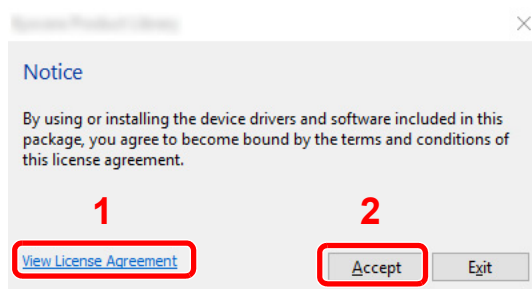 Notice
By using or installing the device drivers and software included in this
package, you agree to become bound by the terms and conditions of
this license agreement.
1
2
View License Agreement
Accept
Exit